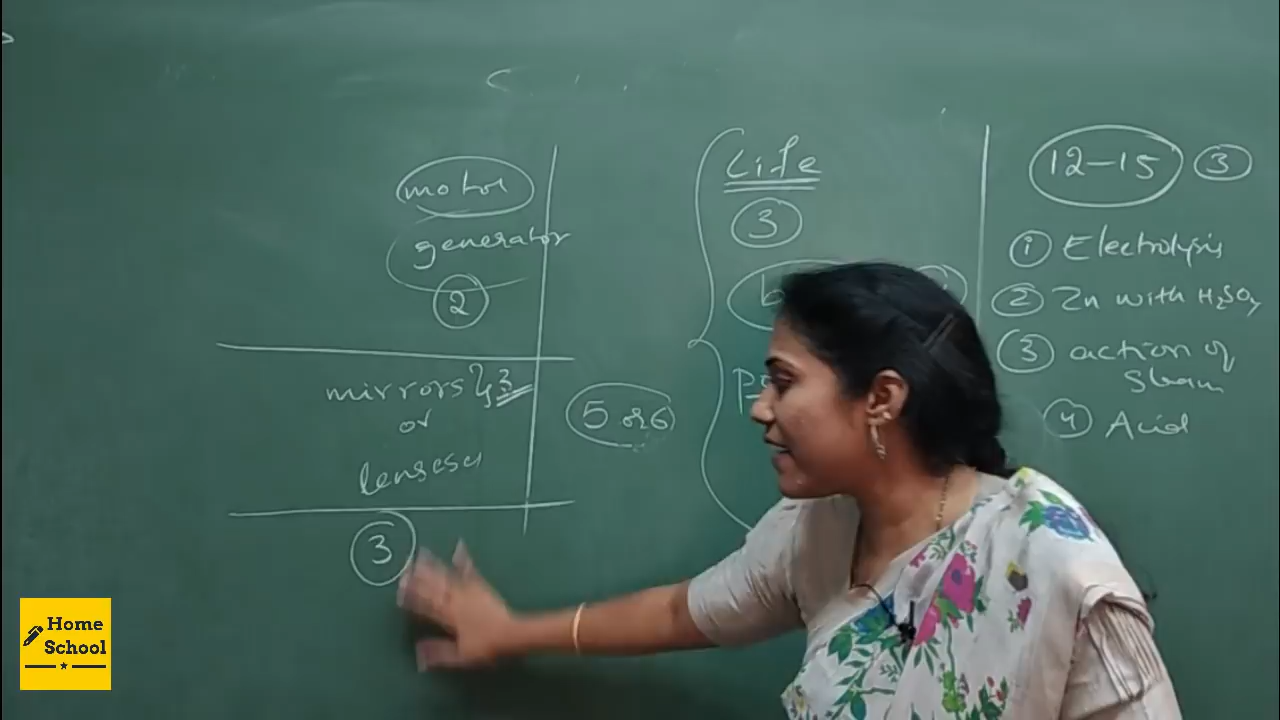 motor
generator
2
mirrors } 3
or
lenses
3
5 or 6
Life
3
12-15 3
1 Electrolysis
2 Zn with H2SO4
3 action of
Steam
4 Acid
Home
School